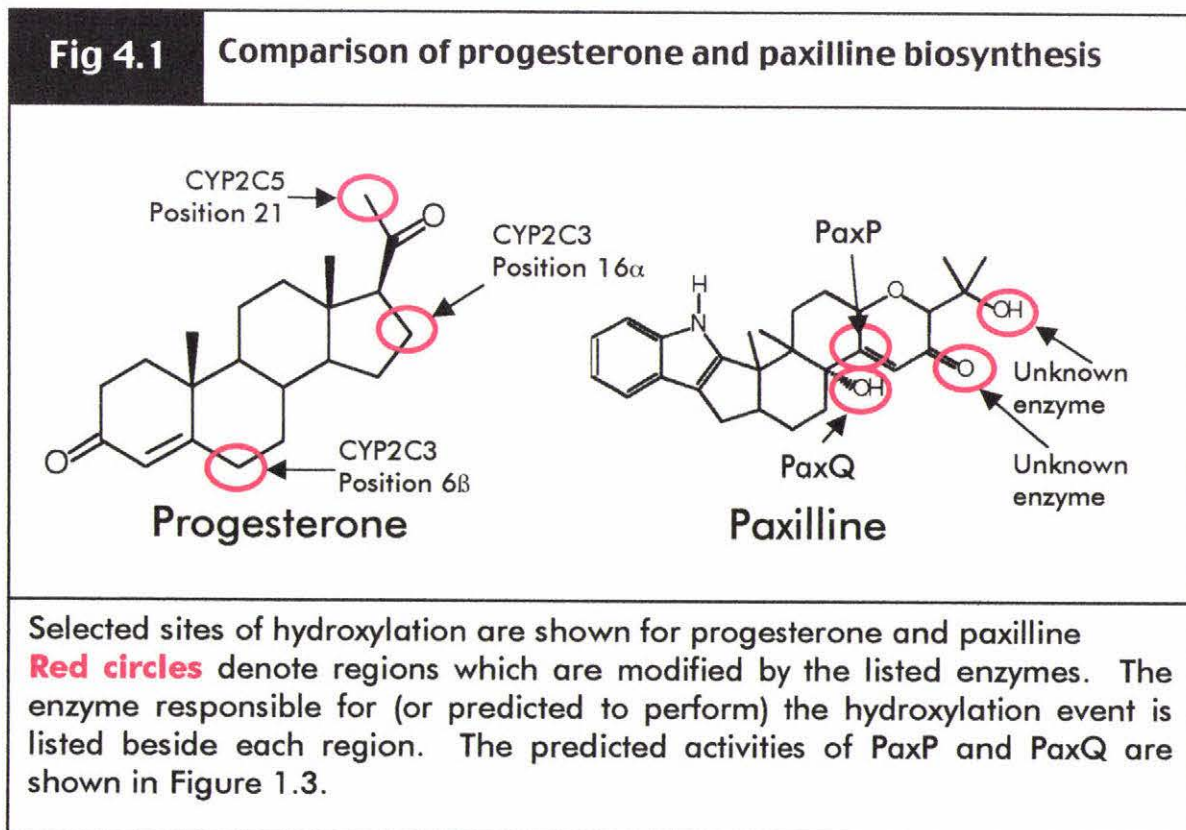 Fig 4.1 Comparison of progesterone and paxilline biosynthesis
CYP2C5
Position 21
O
CYP2C3
Position 16α
O
CYP2C3
Position 6ß
Progesterone
PaxP
H
N
O
OH
O
OH
Unknown
enzyme
PaxQ
Unknown
enzyme
Paxilline
Selected sites of hydroxylation are shown for progesterone and paxilline
Red circles denote regions which are modified by the listed enzymes. The
enzyme responsible for (or predicted to perform) the hydroxylation event is
listed beside each region. The predicted activities of PaxP and PaxQ are
shown in Figure 1.3.